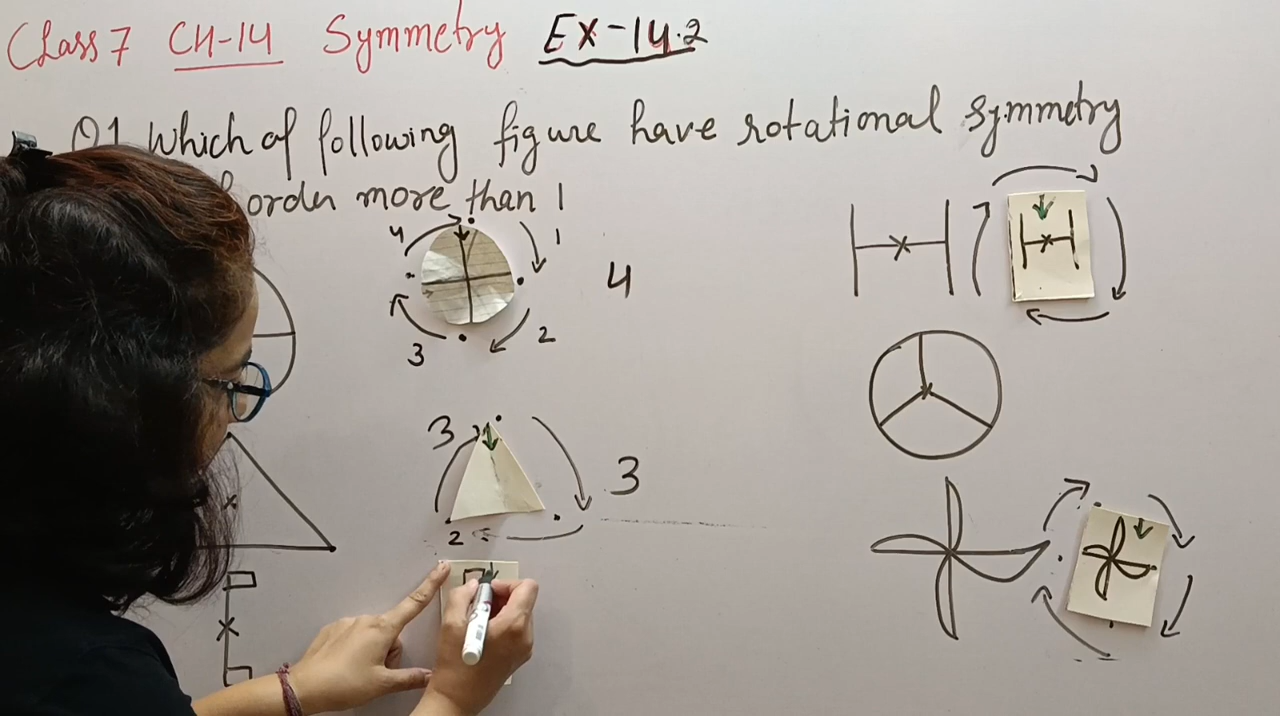 Class 7 CH-14 Symmetry Ex-14.2
Q1 Which of following figure have rotational symmetry
order more than 1
4
1
4
2
3
3
3
2